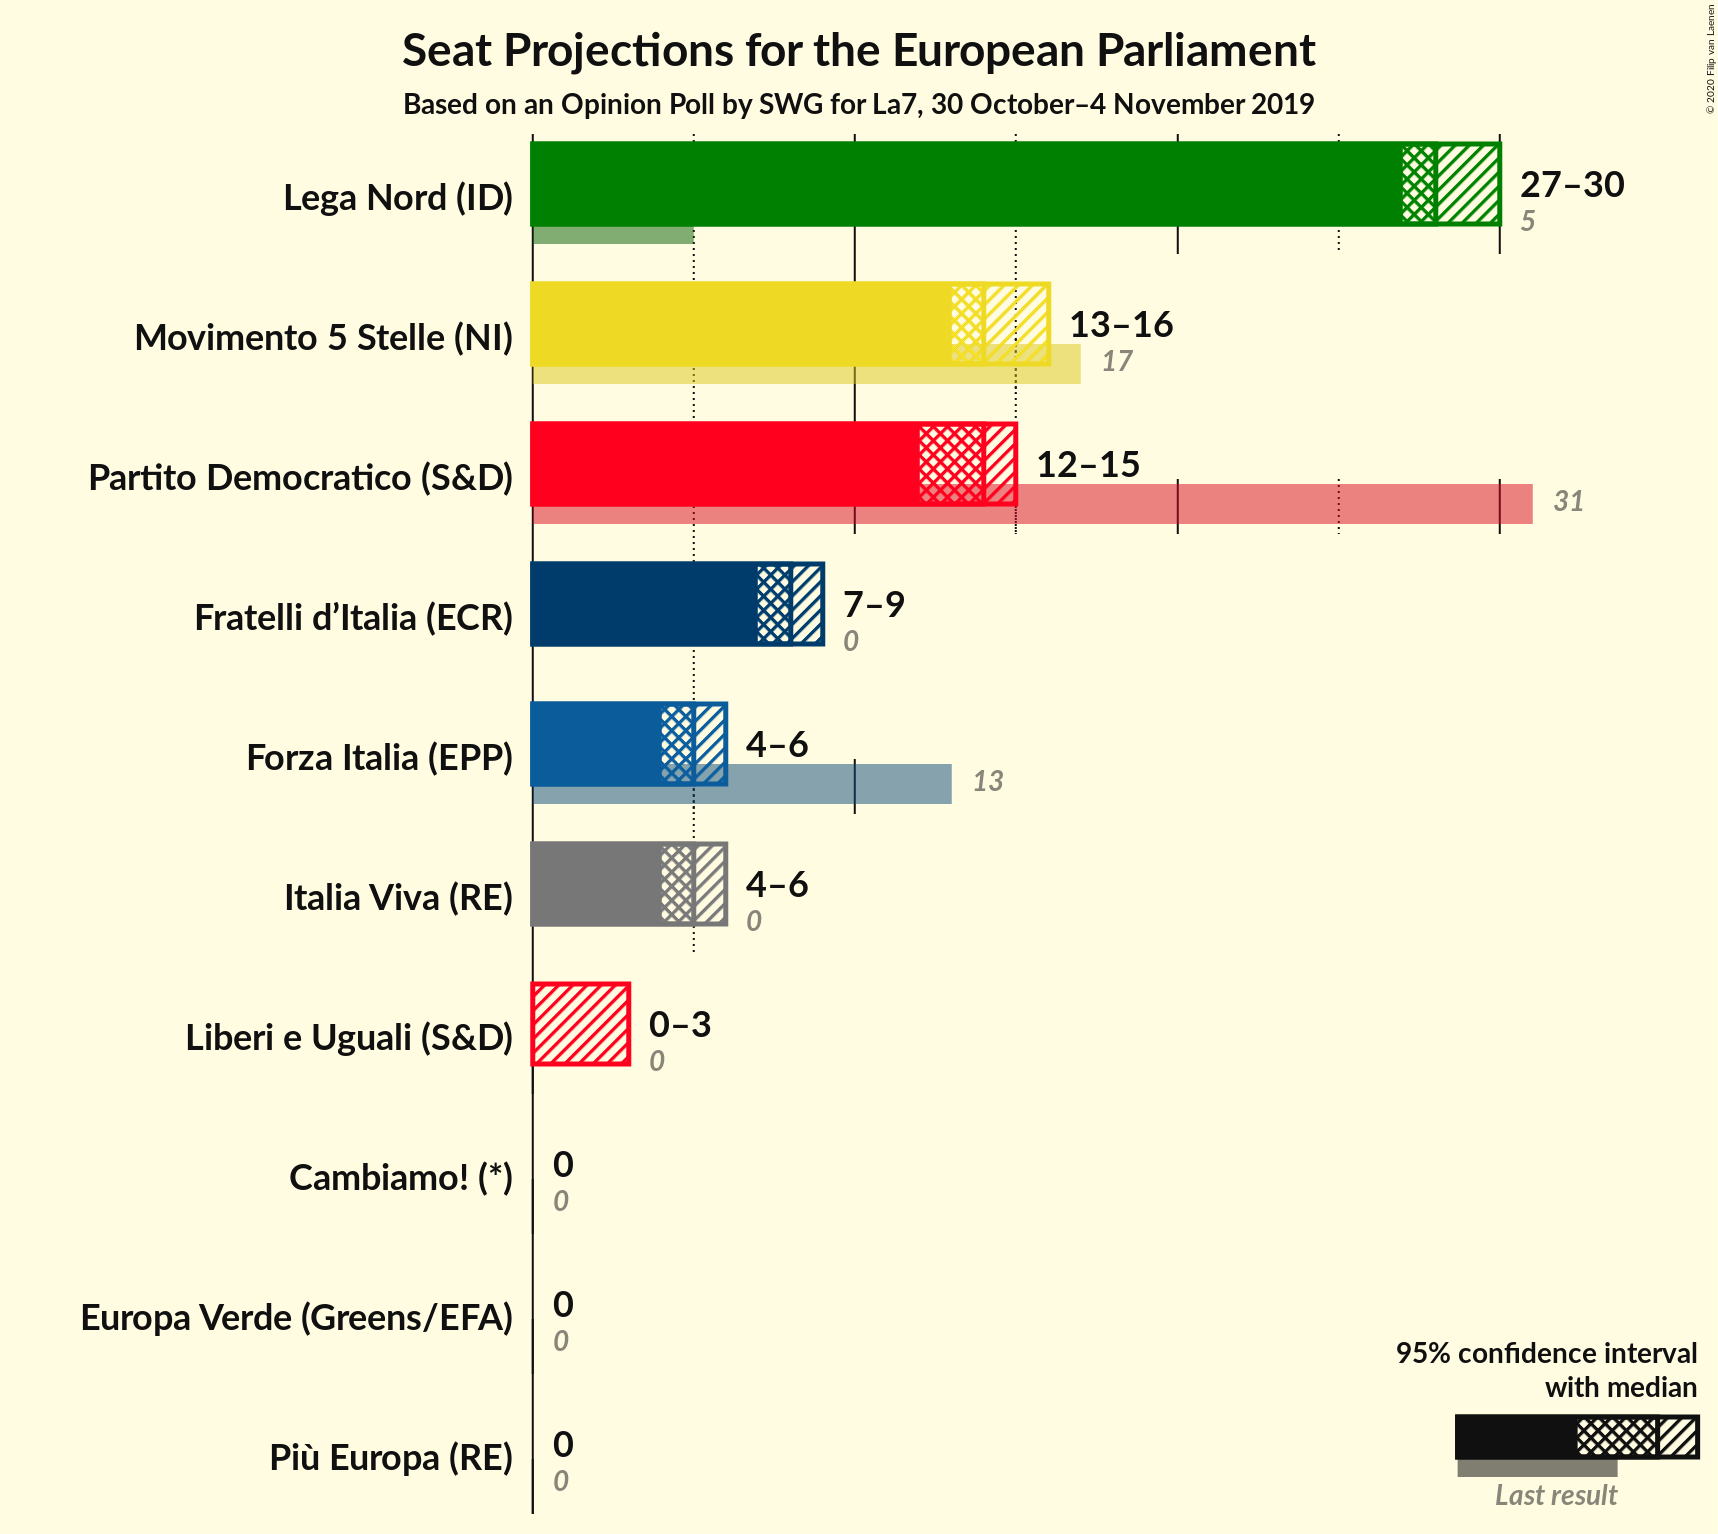 Seat Projections for the European Parliament
Based on an Opinion Poll by SWG for La7, 30 October–4 November 2019
© 2020 Filip van Laenen
Lega Nord (ID)
27–30
5
Movimento 5 Stelle (NI)
13–16
17
Partito Democratico (S&D)
12–15
31
Fratelli d’Italia (ECR)
7–9
0
Forza Italia (EPP)
4–6
13
Italia Viva (RE)
4–6
0
Liberi e Uguali (S&D)
0–3
0
Cambiamo! (*)
0
0
Europa Verde (Greens/EFA)
0
0
Più Europa (RE)
0
0
95% confidence interval
with median
Last result